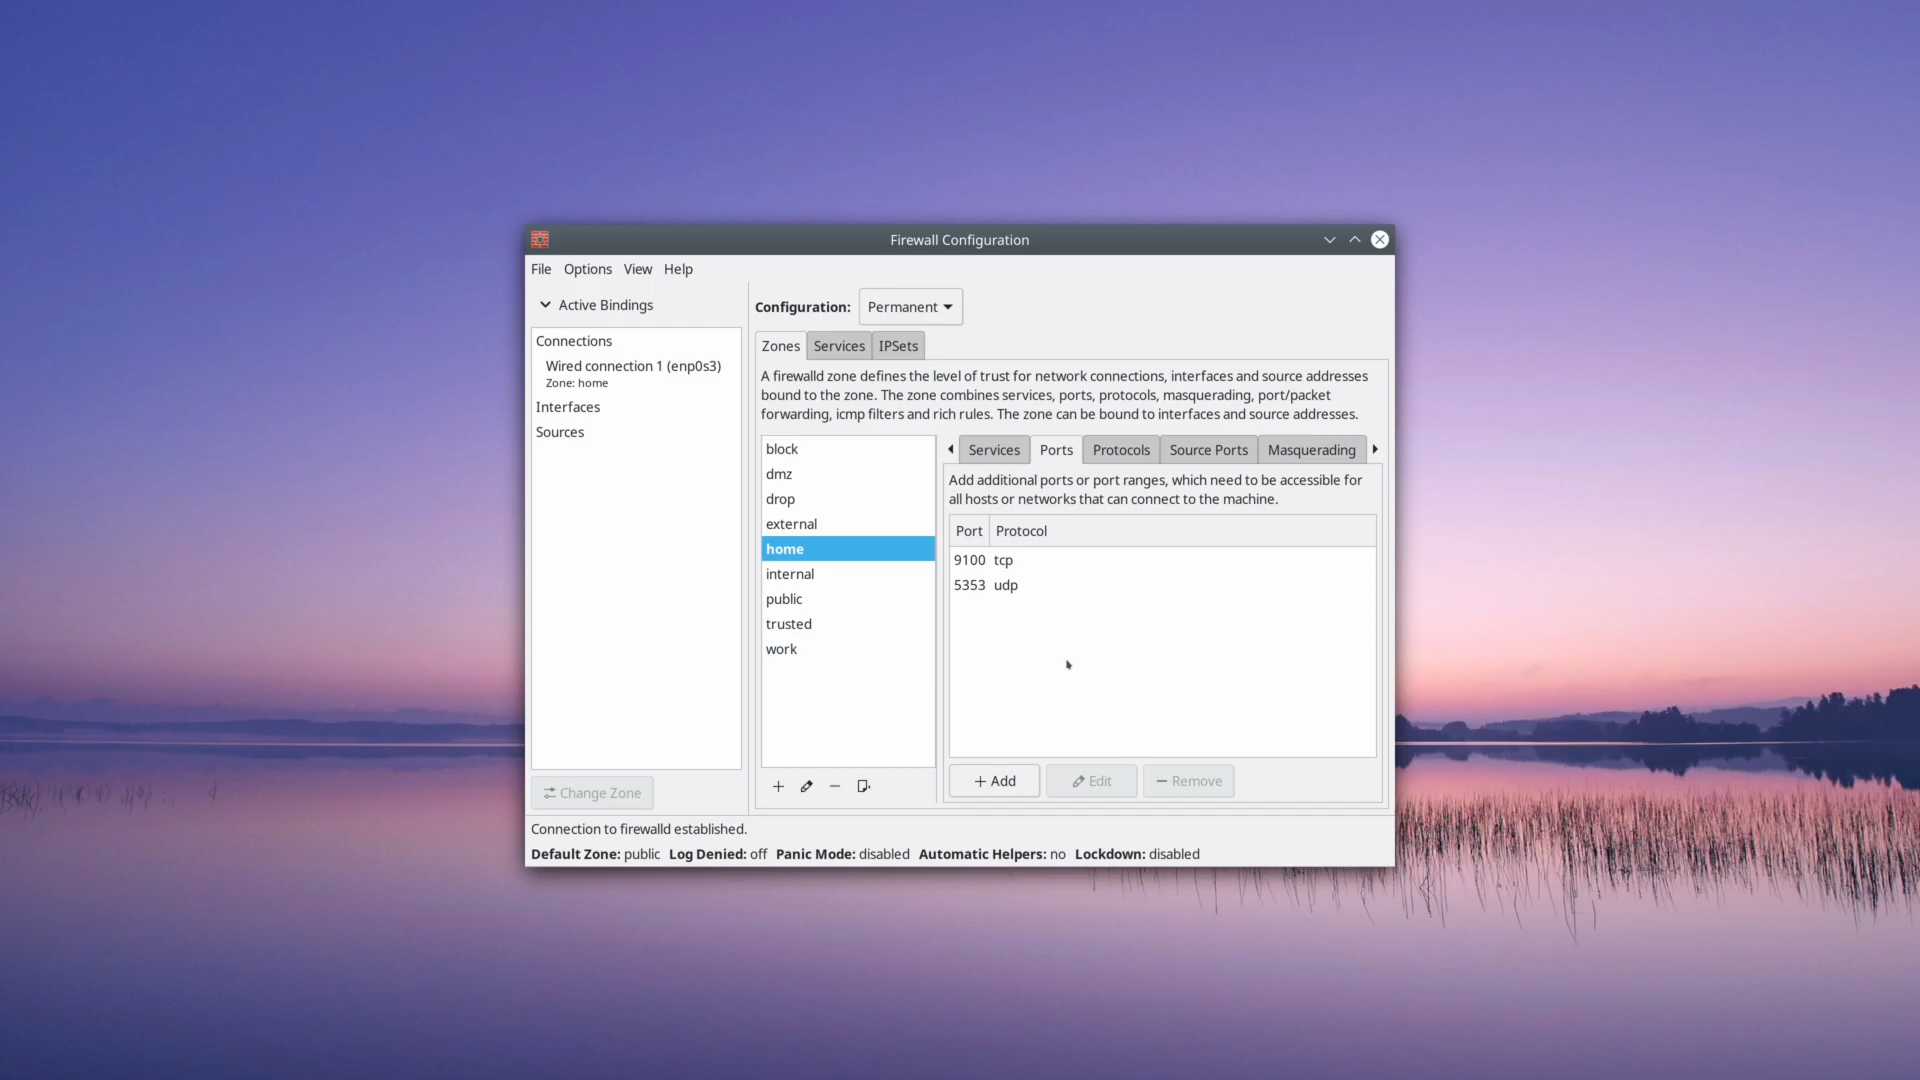 Firewall Configuration
File Options View Help
Active Bindings
Connections
Wired connection 1 (enp0s3)
Zone: home
Interfaces
Sources
Change Zone
Configuration: Permanent
Zones Services IPSets
A firewalld zone defines the level of trust for network connections, interfaces and source addresses
bound to the zone. The zone combines services, ports, protocols, masquerading, port/packet
forwarding, icmp filters and rich rules. The zone can be bound to interfaces and source addresses.
block
dmz
drop
external
home
internal
public
trusted
work
Services Ports Protocols Source Ports Masquerading
Add additional ports or port ranges, which need to be accessible for
all hosts or networks that can connect to the machine.
Port Protocol
9100 tcp
5353 udp
Add Edit Remove
Connection to firewalld established.
Default Zone: public Log Denied: off Panic Mode: disabled Automatic Helpers: no Lockdown: disabled